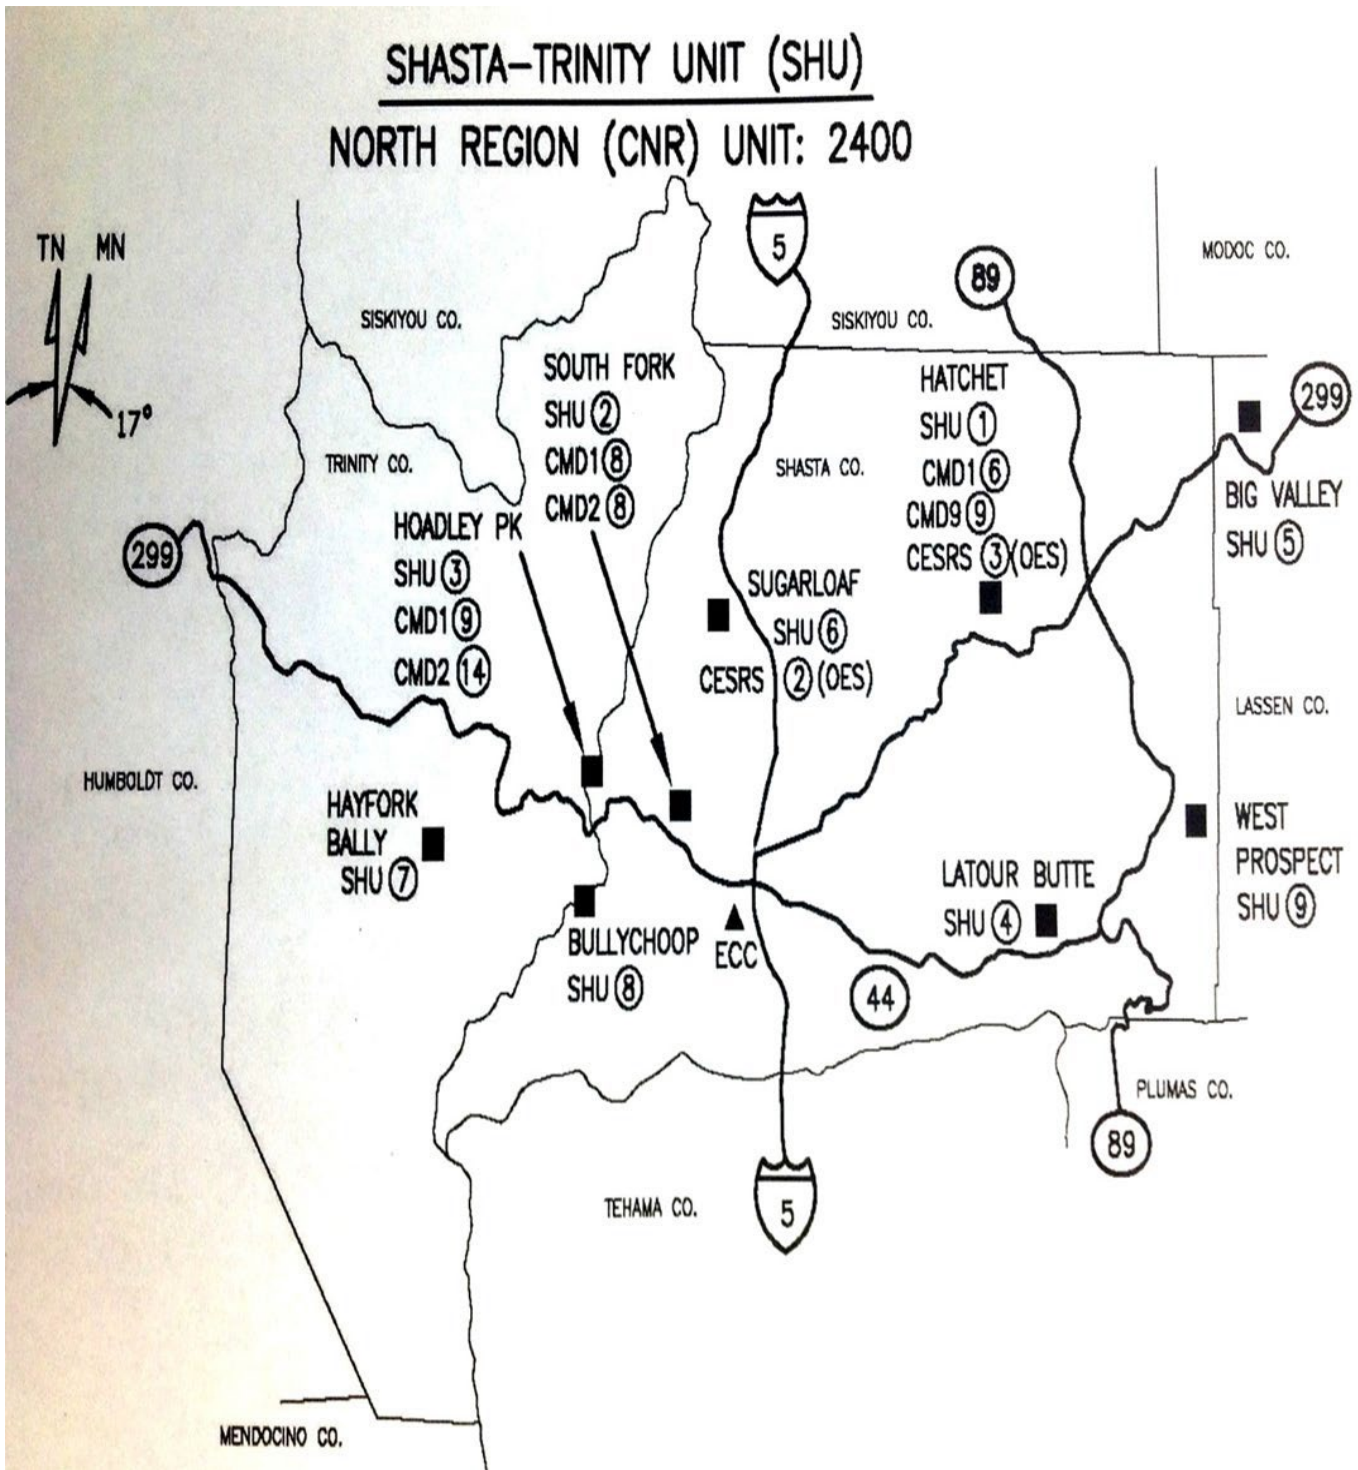 SHASTA-TRINITY UNIT (SHU)
NORTH REGION (CNR) UNIT: 2400
TN MN
17°
5
89
MODOC CO.
SISKIYOU CO.
SISKIYOU CO.
SOUTH FORK
SHU 2
CMD1 8
CMD2 8
HATCHET
SHU 1
CMD1 6
CMD9 9
CESRS 3 (OES)
299
TRINITY CO.
SHASTA CO.
BIG VALLEY
SHU 5
HOADLEY PK
SHU 3
CMD1 9
CMD2 14
299
SUGARLOAF
SHU 6
CESRS 2 (OES)
LASSEN CO.
HUMBOLDT CO.
HAYFORK
BALLY
SHU 7
WEST
PROSPECT
SHU 9
LATOUR BUTTE
SHU 4
BULLYCHOOP
SHU 8
ECC
44
PLUMAS CO.
89
TEHAMA CO.
5
MENDOCINO CO.